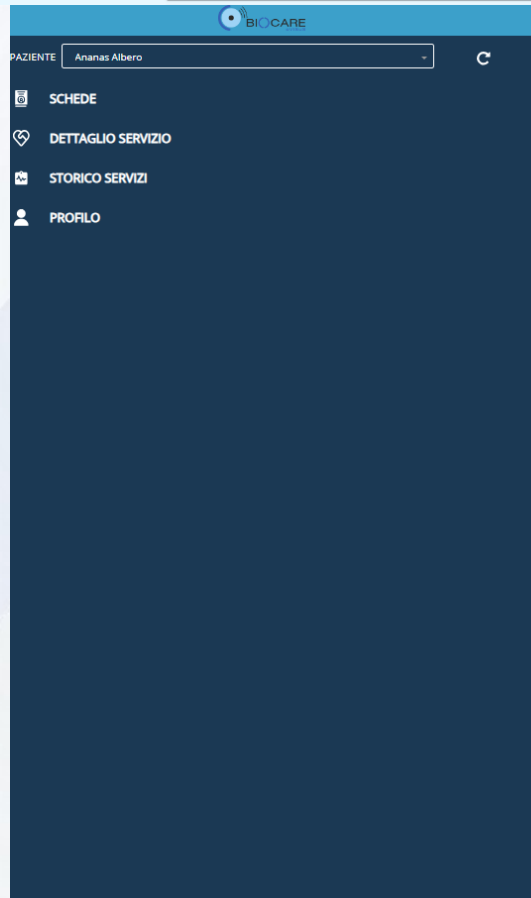 BIOCARE
PAZIENTE Ananas Albero
SCHEDE
DETTAGLIO SERVIZIO
STORICO SERVIZI
PROFILO